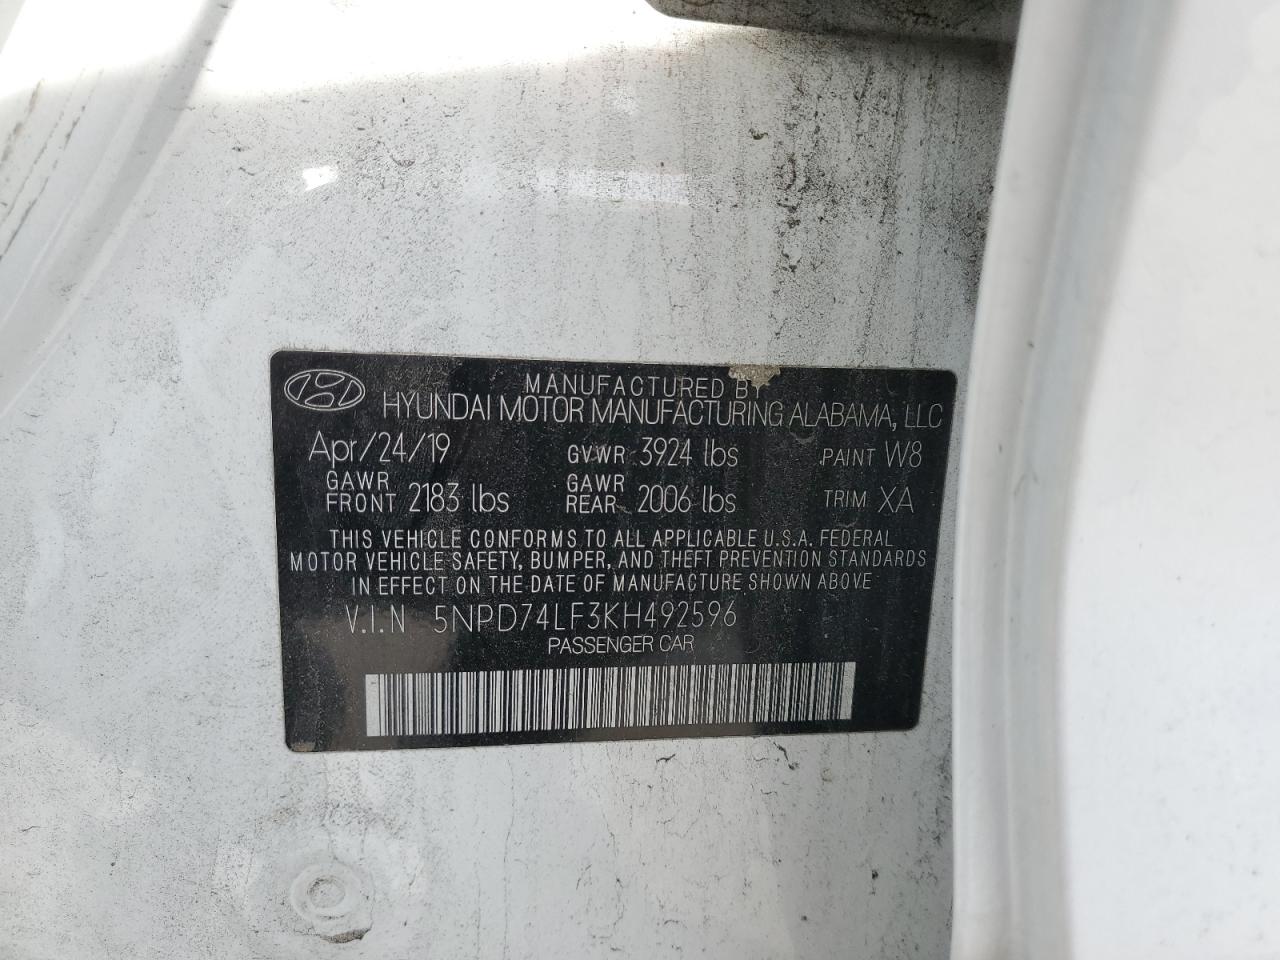 MANUFACTURED BY
HYUNDAI MOTOR MANUFACTURING ALABAMA, LLC
Apr/24/19 GVWR 3924 lbs PAINT W8
GAWR FRONT 2183 lbs GAWR REAR 2006 lbs TRIM XA
THIS VEHICLE CONFORMS TO ALL APPLICABLE U.S.A. FEDERAL
MOTOR VEHICLE SAFETY, BUMPER, AND THEFT PREVENTION STANDARDS
IN EFFECT ON THE DATE OF MANUFACTURE SHOWN ABOVE
V.I.N 5NPD74LF3KH492596
PASSENGER CAR